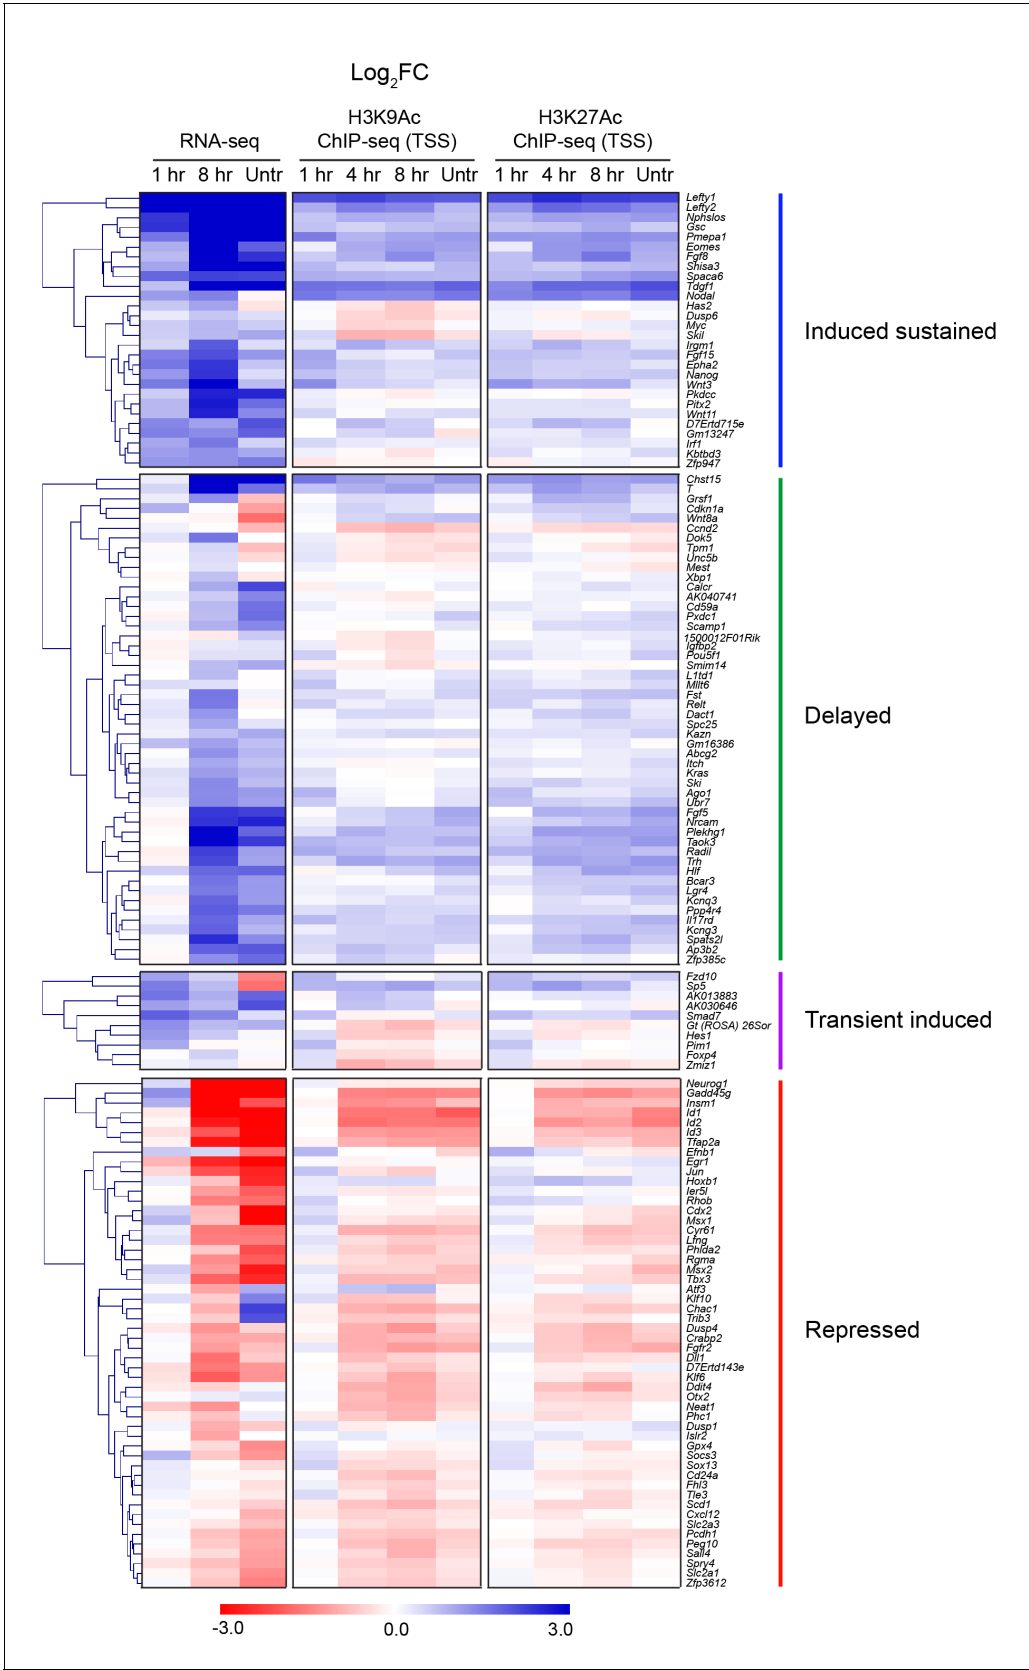 Log2FC
RNA-seq
H3K9Ac
ChIP-seq (TSS)
H3K27Ac
ChIP-seq (TSS)
1 hr 8 hr Untr
1 hr 4 hr 8 hr Untr
1 hr 4 hr 8 hr Untr
Lefty1
Lefty2
Nphslos
Gsc
Pmepa1
Eomes
Fgf8
Shisa3
Spaca6
Tdgf1
Nodal
Has2
Dusp6
Myc
Skil
Irgm1
Fgf15
Epha2
Nanog
Wnt3
Pkdcc
Pitx2
Wnt11
D7Ertd715e
Gm13247
Irf1
Kbtbd3
Zfp947
Induced sustained
Chst15
T
Grsf1
Cdkn1a
Wnt8a
Ccnd2
Dok5
Tpm1
Unc5b
Mest
Xbp1
Calcr
AK040741
Cd59a
Pxdc1
Scamp1
1500012F01Rik
Igfbp2
Pou5f1
Smim14
L1td1
Mllt6
Fst
Relt
Dact1
Spc25
Kazn
Gm16386
Abcg2
Itch
Kras
Ski
Ago1
Ubr7
Fgf5
Nrcam
Plekhg1
Taok3
Radil
Trh
Hlf
Bcar3
Lgr4
Kcnq3
Ppp4r4
Il17rd
Kcng3
Spats2l
Ap3b2
Zfp385c
Delayed
Fzd10
Sp5
AK013883
AK030646
Smad7
Gt (ROSA) 26Sor
Hes1
Pim1
Foxp4
Zmiz1
Transient induced
Neurog1
Gadd45g
Insm1
Id1
Id2
Id3
Tfap2a
Efnb1
Egr1
Jun
Hoxb1
Ier5l
Rhob
Cdx2
Msx1
Cyr61
Lfng
Phlda2
Rgma
Msx2
Tbx3
Atf3
Klf10
Chac1
Trib3
Dusp4
Crabp2
Fgfr2
Dll1
D7Ertd143e
Klf6
Ddit4
Otx2
Neat1
Phc1
Dusp1
Islr2
Gpx4
Socs3
Sox13
Cd24a
Fhl3
Tle3
Scd1
Cxcl12
Slc2a3
Pcdh1
Peg10
Sall4
Spry4
Slc2a1
Zfp3612
Repressed
-3.0 0.0 3.0